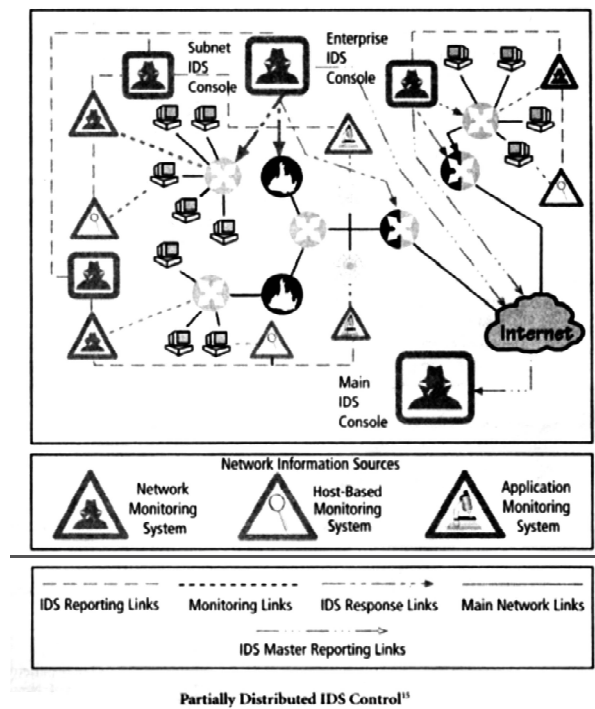 Subnet
IDS
Console
Enterprise
IDS
Console
Internet
Main
IDS
Console
Network Information Sources
Network
Monitoring
System
Host-Based
Monitoring
System
Application
Monitoring
System
IDS Reporting Links
Monitoring Links
IDS Response Links
Main Network Links
IDS Master Reporting Links
Partially Distributed IDS Control¹⁵